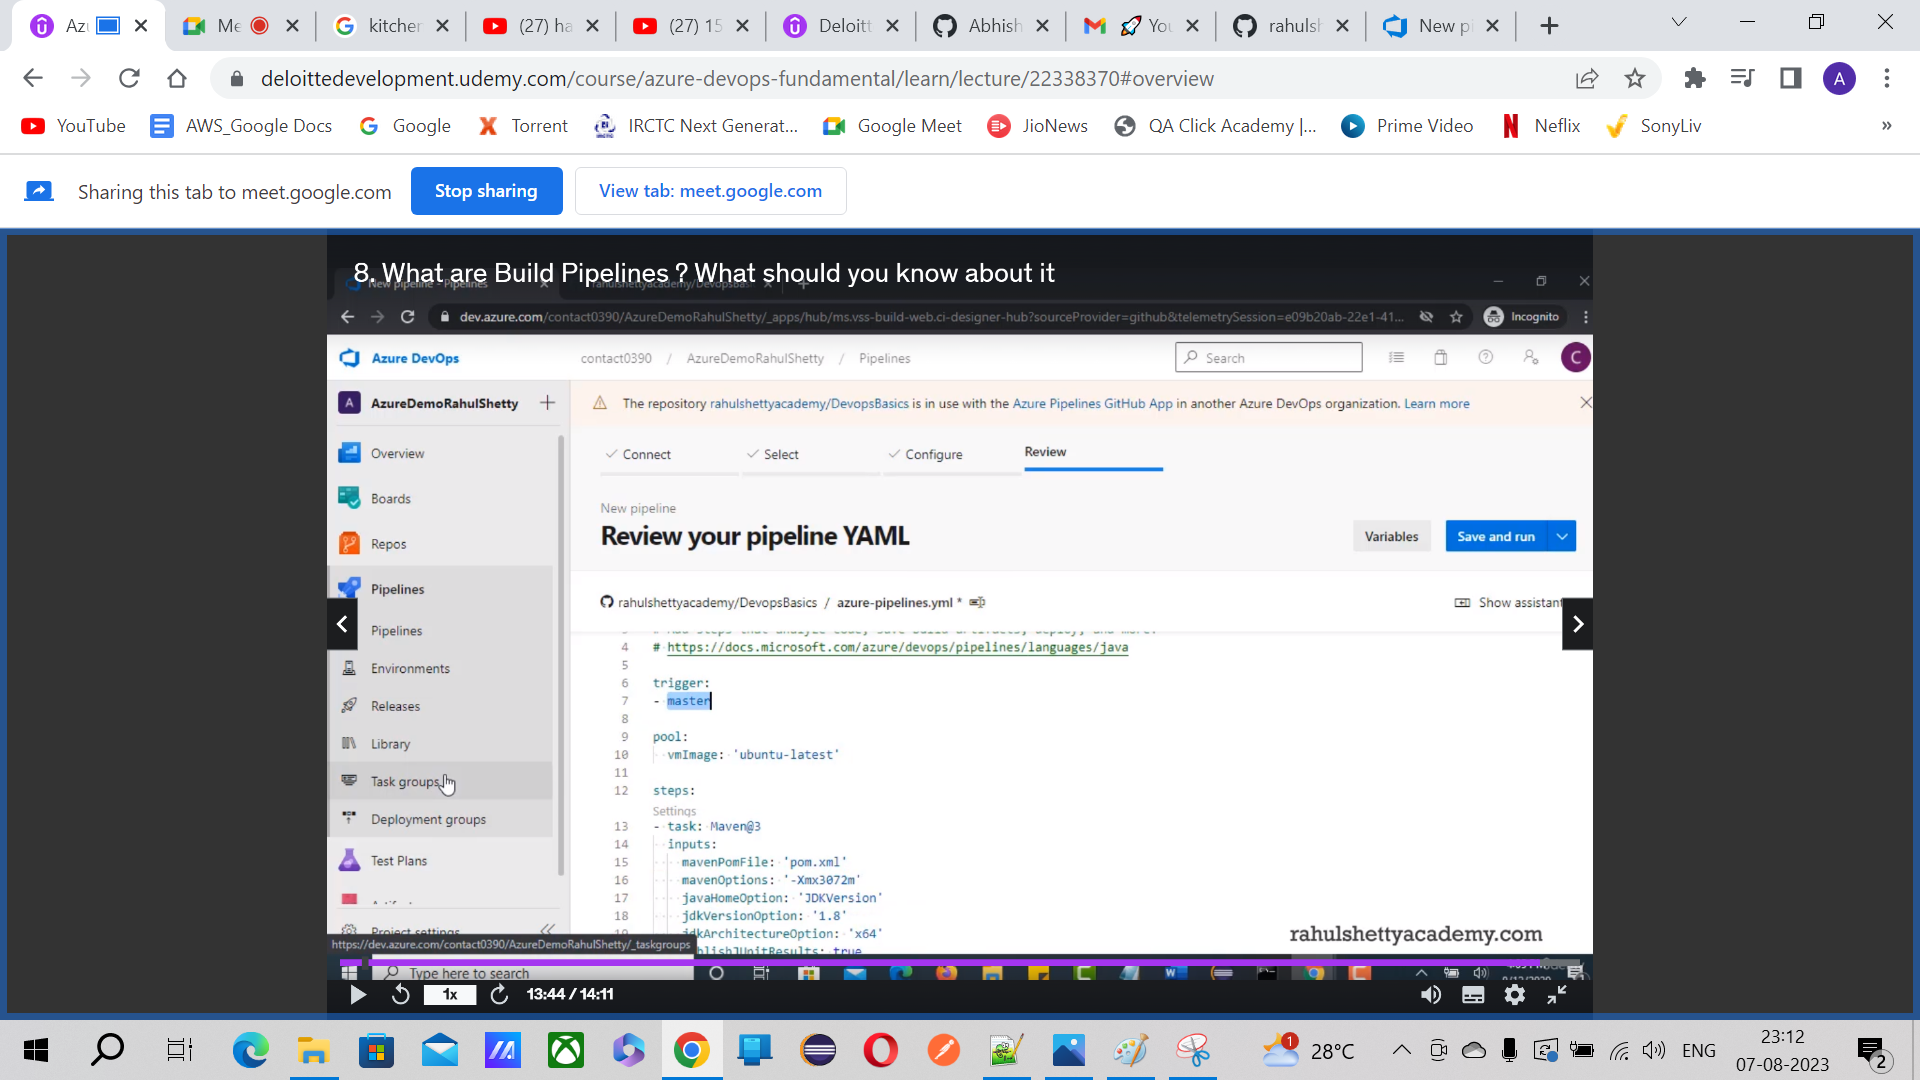 Az
Me
kitcher
(27) ha
(27) 15
Deloitt
Abhish
You
rahulsh
New pi
deloittedevelopment.udemy.com/course/azure-devops-fundamental/learn/lecture/22338370#overview
A
YouTube
AWS_Google Docs
Google
Torrent
IRCTC Next Generat...
Google Meet
JioNews
QA Click Academy |...
Prime Video
Neflix
SonyLiv
»
Sharing this tab to meet.google.com
Stop sharing
View tab: meet.google.com
8. What are Build Pipelines ? What should you know about it
New pipeline - Pipelines
dev.azure.com/contact0390/AzureDemoRahulShetty/_apps/hub/ms.vss-build-web.ci-designer-hub?sourceProvider=github&telemetrySession=e09b20ab-22e1-41...
Incognito
Azure DevOps
contact0390 / AzureDemoRahulShetty / Pipelines
Search
C
A AzureDemoRahulShetty
The repository rahulshettyacademy/DevopsBasics is in use with the Azure Pipelines GitHub App in another Azure DevOps organization. Learn more
Overview
Boards
Repos
Pipelines
Pipelines
Environments
Releases
Library
Task groups
Deployment groups
Test Plans
Project settings
Connect
Select
Configure
Review
New pipeline
Review your pipeline YAML
Variables
Save and run
rahulshettyacademy/DevopsBasics / azure-pipelines.yml *
Show assistant
4 # https://docs.microsoft.com/azure/devops/pipelines/languages/java
5
6 trigger:
7 - master
8
9 pool:
10 vmImage: 'ubuntu-latest'
11
12 steps:
Settings
13 - task: Maven@3
14 inputs:
15 mavenPomFile: 'pom.xml'
16 mavenOptions: '-Xmx3072m'
17 javaHomeOption: 'JDKVersion'
18 jdkVersionOption: '1.8'
jdkArchitectureOption: 'x64'
rahulshettyacademy.com
https://dev.azure.com/contact0390/AzureDemoRahulShetty/_taskgroups
Type here to search
1x
13:44 / 14:11
1
28°C
ENG
23:12
07-08-2023
2